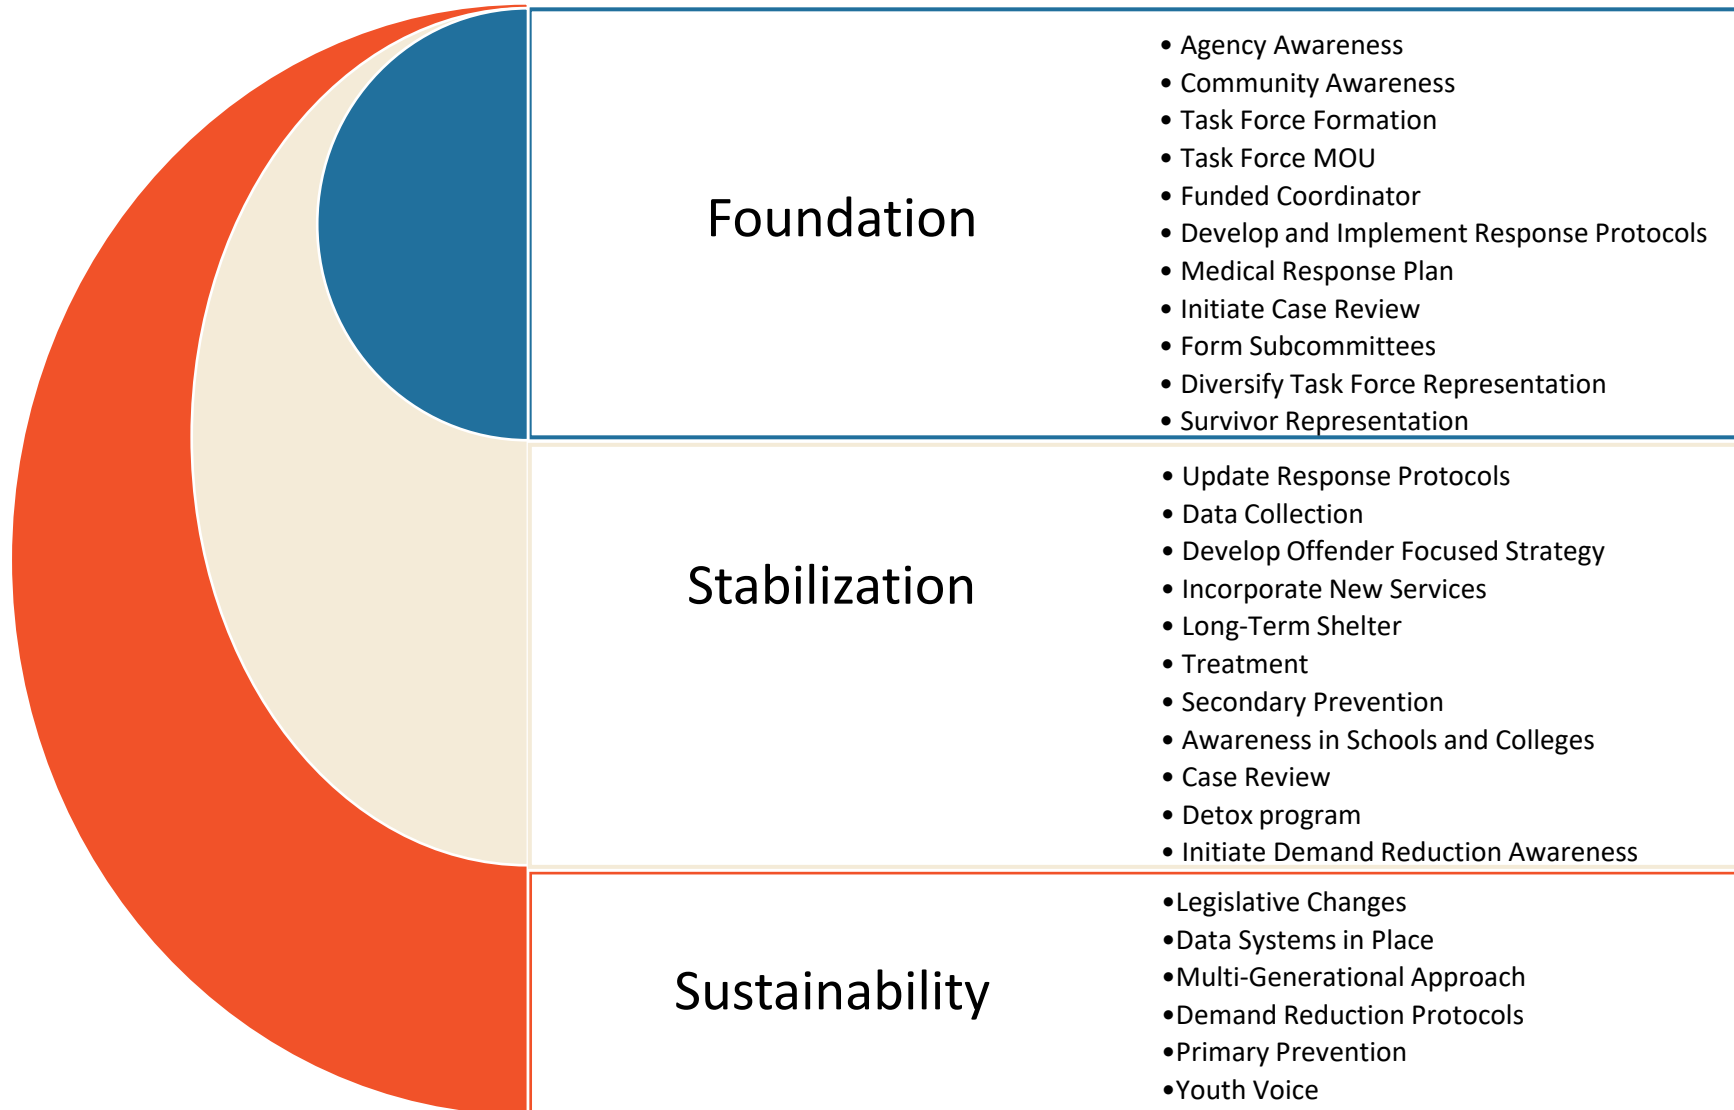 Foundation
• Agency Awareness
• Community Awareness
• Task Force Formation
• Task Force MOU
• Funded Coordinator
• Develop and Implement Response Protocols
• Medical Response Plan
• Initiate Case Review
• Form Subcommittees
• Diversify Task Force Representation
• Survivor Representation
Stabilization
• Update Response Protocols
• Data Collection
• Develop Offender Focused Strategy
• Incorporate New Services
• Long-Term Shelter
• Treatment
• Secondary Prevention
• Awareness in Schools and Colleges
• Case Review
• Detox program
• Initiate Demand Reduction Awareness
Sustainability
•Legislative Changes
•Data Systems in Place
•Multi-Generational Approach
•Demand Reduction Protocols
•Primary Prevention
•Youth Voice